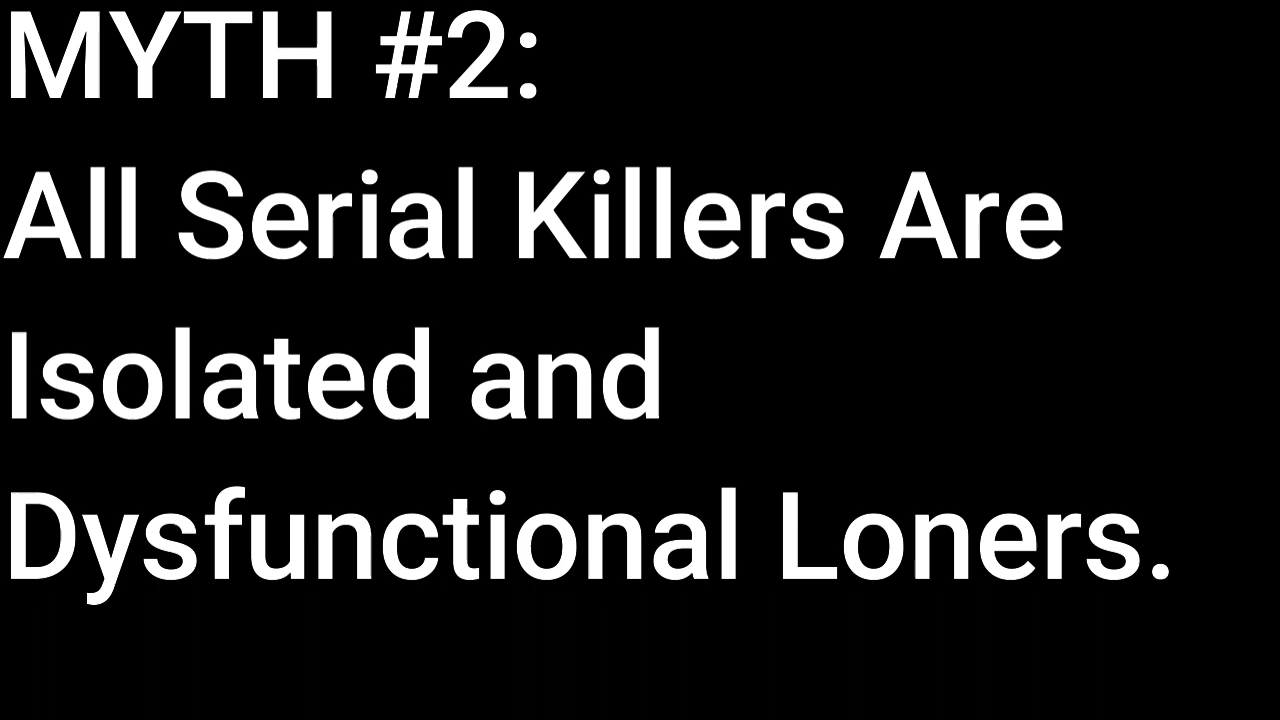 MYTH #2:
All Serial Killers Are
Isolated and
Dysfunctional Loners.